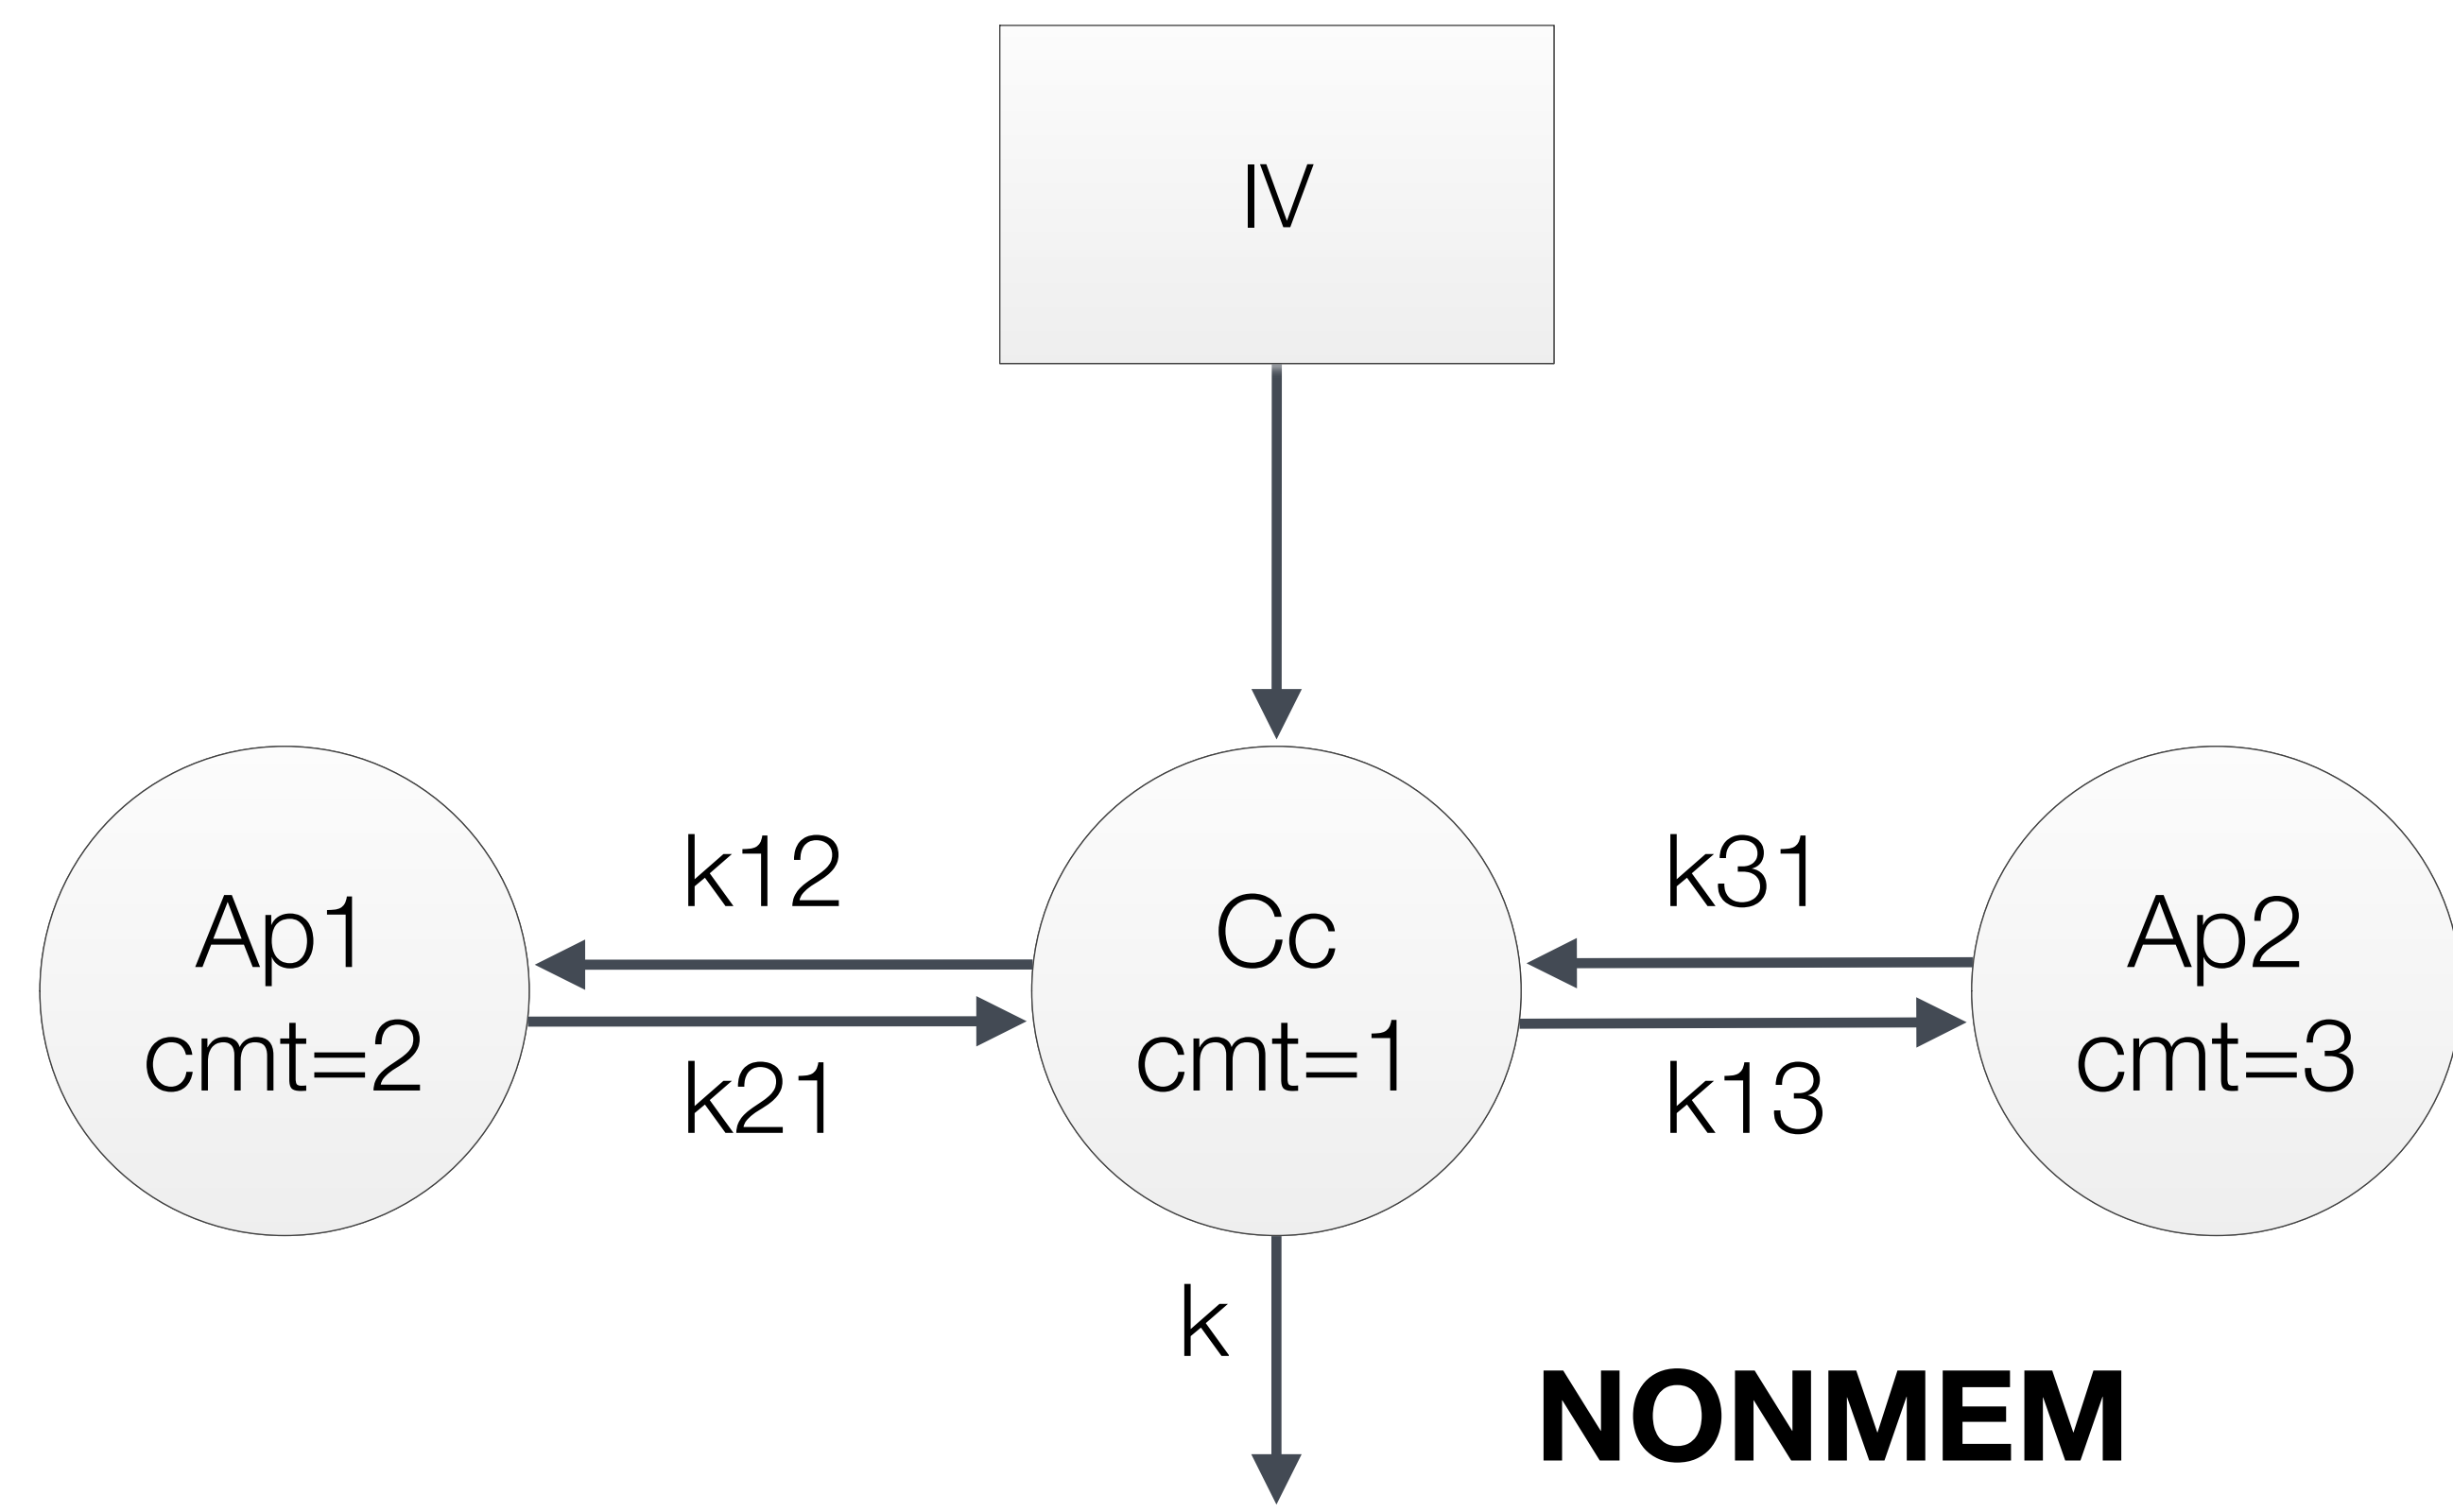 IV
k12
k31
Ap1
cmt=2
Cc
cmt=1
Ap2
cmt=3
k21
k13
k
NONMEM